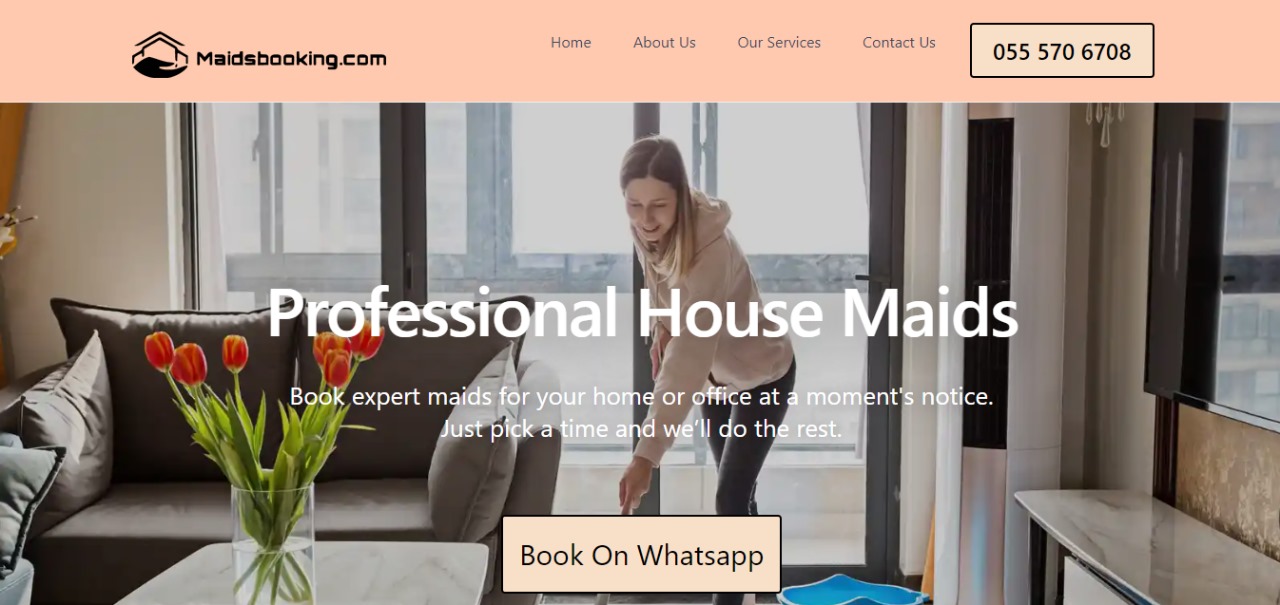 Maidsbooking.com
Home
About Us
Our Services
Contact Us
055 570 6708
Professional House Maids
Book expert maids for your home or office at a moment's notice.
Just pick a time and we’ll do the rest.
Book On Whatsapp